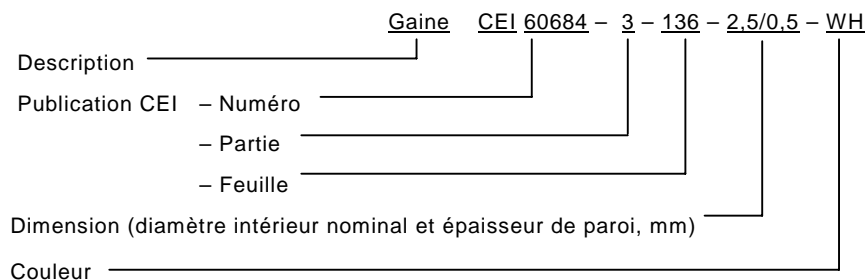 Gaine CEI 60684 – 3 – 136 – 2,5/0,5 – WH
Description
Publication CEI – Numéro
– Partie
– Feuille
Dimension (diamètre intérieur nominal et épaisseur de paroi, mm)
Couleur